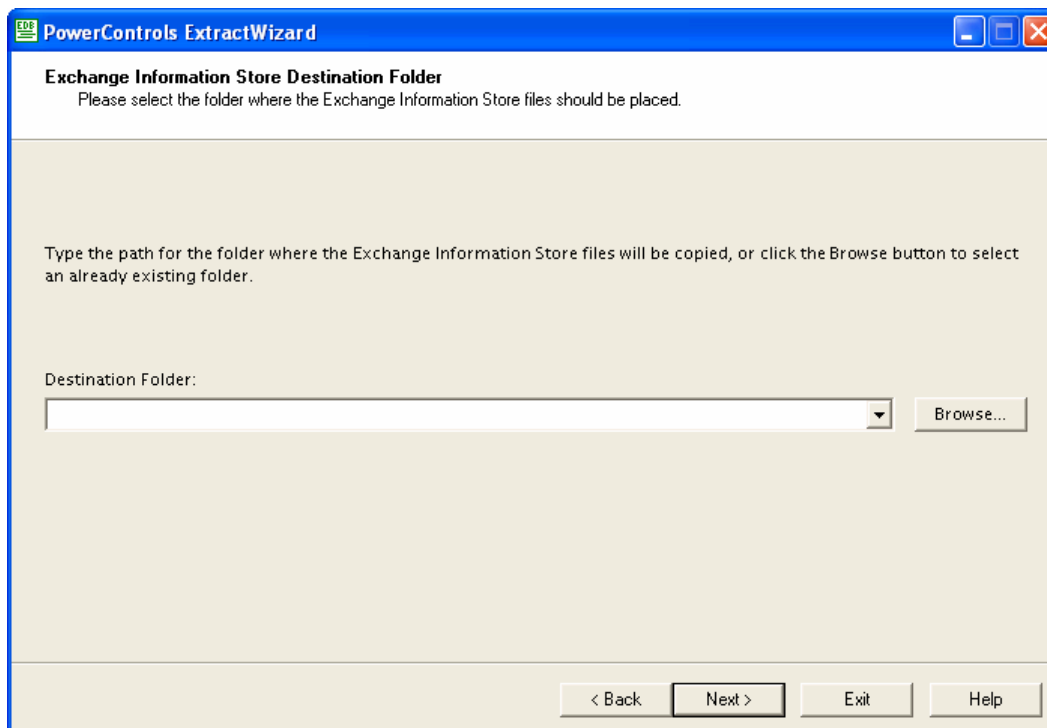 EDB PowerControls ExtractWizard
Exchange Information Store Destination Folder
Please select the folder where the Exchange Information Store files should be placed.
Type the path for the folder where the Exchange Information Store files will be copied, or click the Browse button to select
an already existing folder.
Destination Folder:
Browse...
< Back Next > Exit Help